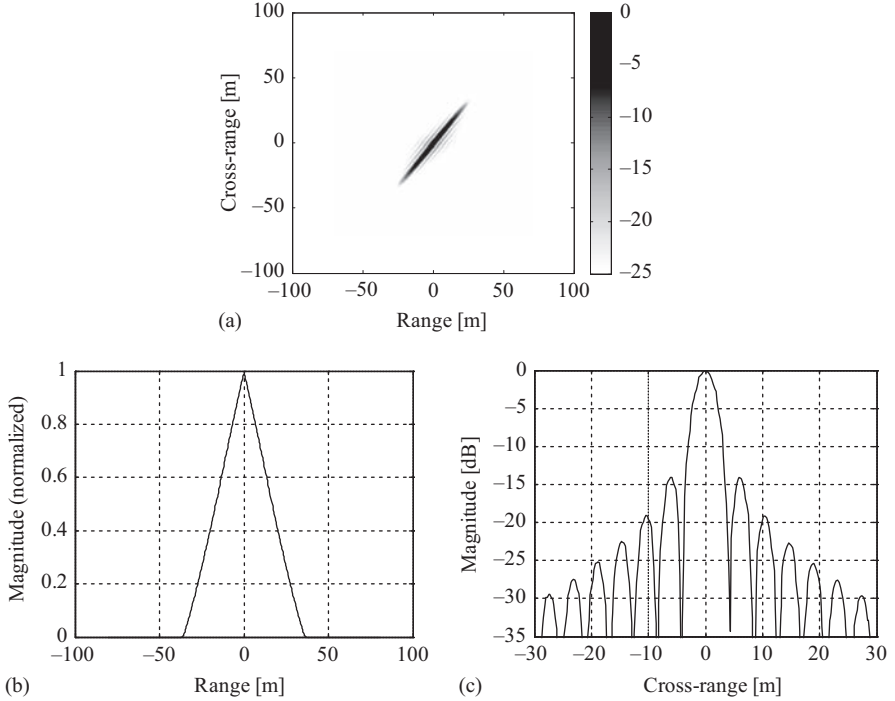 100
50
0
–50
–100
Cross-range [m]
–100 –50 0 50 100
Range [m]
0
–5
–10
–15
–20
–25
(a)
1
0.8
0.6
0.4
0.2
0
Magnitude (normalized)
–100 –50 0 50 100
Range [m]
(b)
0
–5
–10
–15
–20
–25
–30
–35
Magnitude [dB]
–30 –20 –10 0 10 20 30
Cross-range [m]
(c)